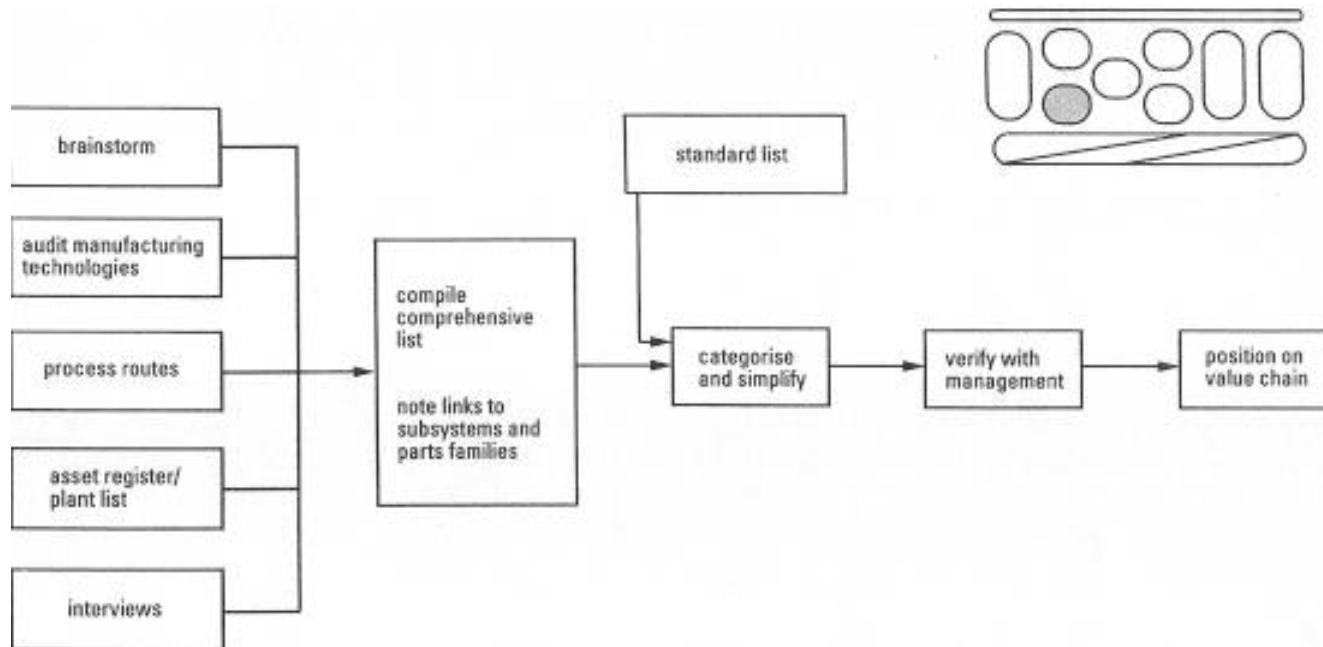 brainstorm
audit manufacturing
technologies
process routes
asset register/
plant list
interviews
compile
comprehensive
list
note links to
subsystems and
parts families
standard list
categorise
and simplify
verify with
management
position on
value chain